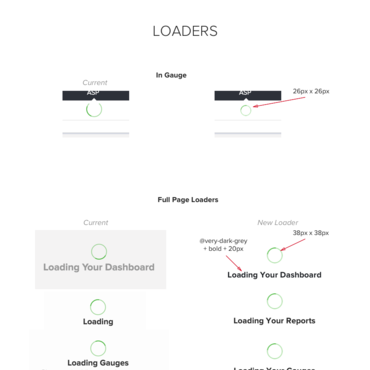 LOADERS
In Gauge
Current
ASP
ASP
26px x 26px
Full Page Loaders
Current
New Loader
@very-dark-grey
+ bold + 20px
38px x 38px
Loading Your Dashboard
Loading Your Dashboard
Loading
Loading Your Reports
Loading Gauges
Loading Your Gauges